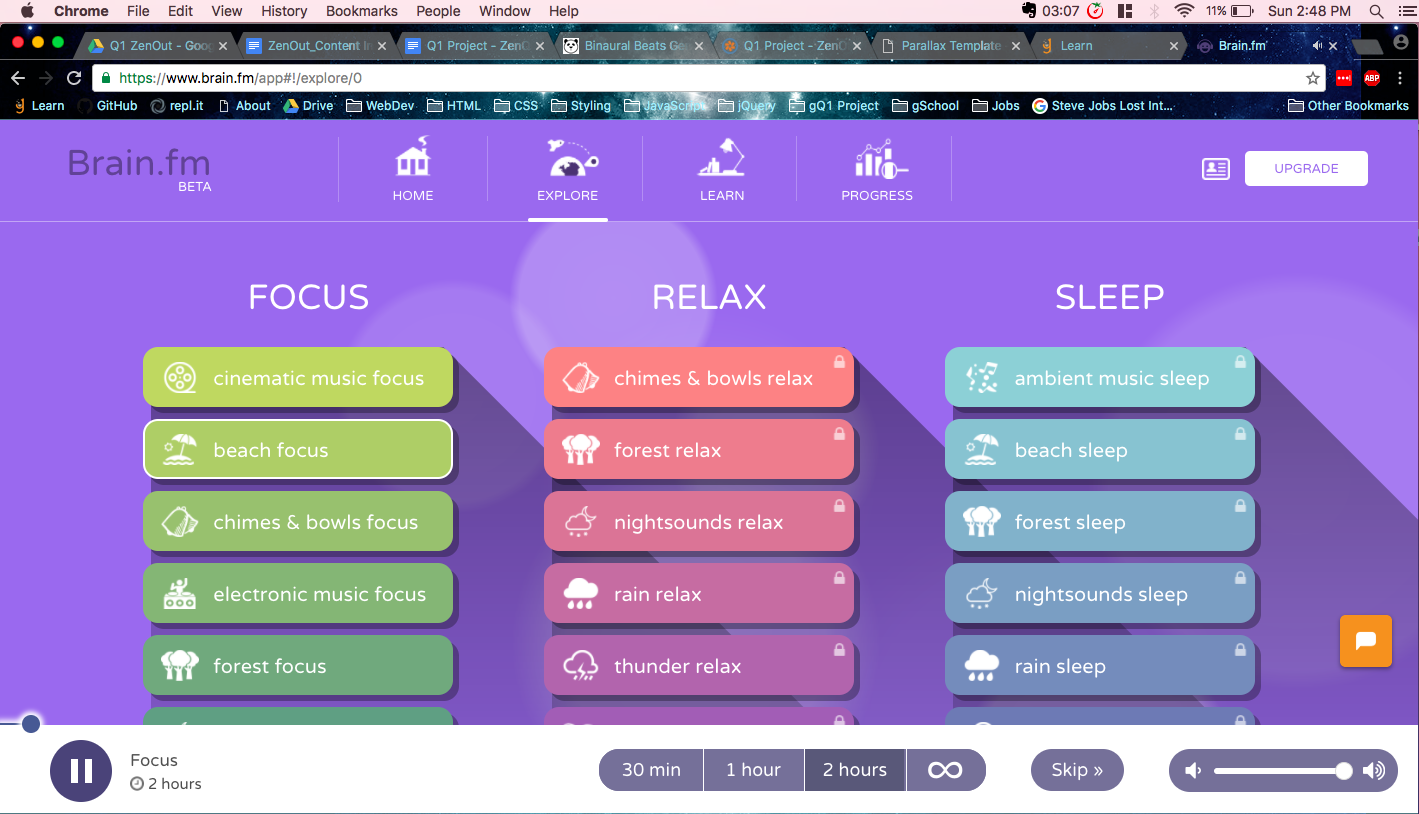 Chrome File Edit View History Bookmarks People Window Help 03:07 11% Sun 2:48 PM
Q1 ZenOut - Goo ZenOut_Content In Q1 Project - ZenO Binaural Beats Ge Q1 Project - ZenO Parallax Template Learn Brain.fm
https://www.brain.fm/app#!/explore/0 ABP
Learn GitHub repl.it About Drive WebDev HTML CSS Styling JavaScript jQuery gQ1 Project gSchool Jobs Steve Jobs Lost Int... Other Bookmarks
Brain.fm
BETA
HOME EXPLORE LEARN PROGRESS UPGRADE
FOCUS RELAX SLEEP
cinematic music focus chimes & bowls relax ambient music sleep
beach focus forest relax beach sleep
chimes & bowls focus nightsounds relax forest sleep
electronic music focus rain relax nightsounds sleep
forest focus thunder relax rain sleep
Focus
2 hours
30 min 1 hour 2 hours ∞ Skip »